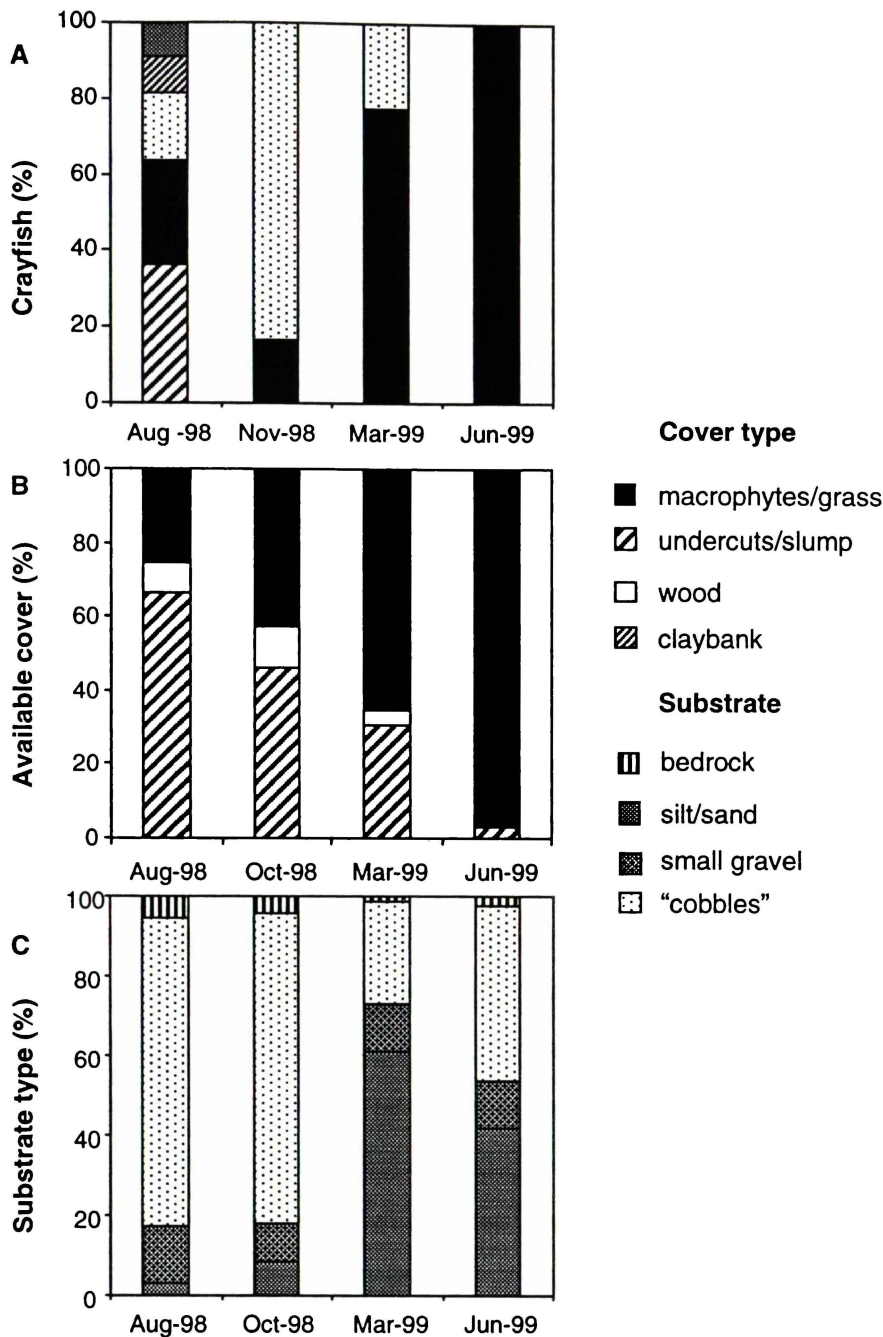 A
Crayfish (%)
100
80
60
40
20
0
Aug -98 Nov-98 Mar-99 Jun-99
B
Available cover (%)
100
80
60
40
20
0
Aug-98 Oct-98 Mar-99 Jun-99
C
Substrate type (%)
100
80
60
40
20
0
Aug-98 Oct-98 Mar-99 Jun-99
Cover type
macrophytes/grass
undercuts/slump
wood
claybank
Substrate
bedrock
silt/sand
small gravel
“cobbles”